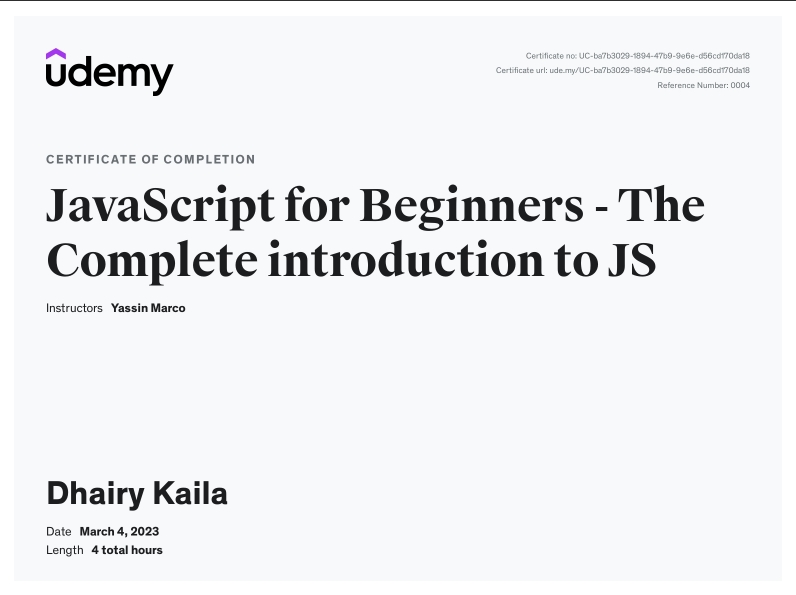 udemy
Certificate no: UC-ba7b3029-1894-47b9-9e6e-d56cd170da18
Certificate url: ude.my/UC-ba7b3029-1894-47b9-9e6e-d56cd170da18
Reference Number: 0004
CERTIFICATE OF COMPLETION
JavaScript for Beginners - The
Complete introduction to JS
Instructors Yassin Marco
Dhairy Kaila
Date March 4, 2023
Length 4 total hours